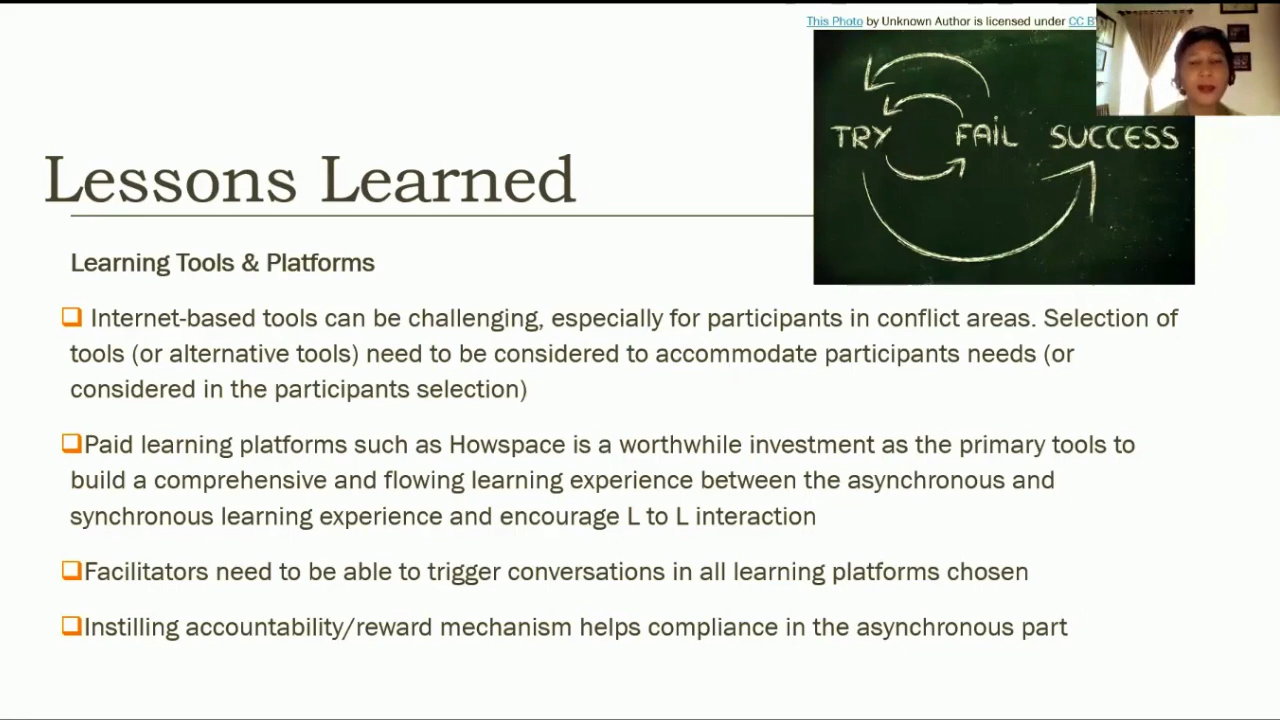 This Photo by Unknown Author is licensed under CC B
TRY FAIL SUCCESS
Lessons Learned
Learning Tools & Platforms
Internet-based tools can be challenging, especially for participants in conflict areas. Selection of
tools (or alternative tools) need to be considered to accommodate participants needs (or
considered in the participants selection)
Paid learning platforms such as Howspace is a worthwhile investment as the primary tools to
build a comprehensive and flowing learning experience between the asynchronous and
synchronous learning experience and encourage L to L interaction
Facilitators need to be able to trigger conversations in all learning platforms chosen
Instilling accountability/reward mechanism helps compliance in the asynchronous part